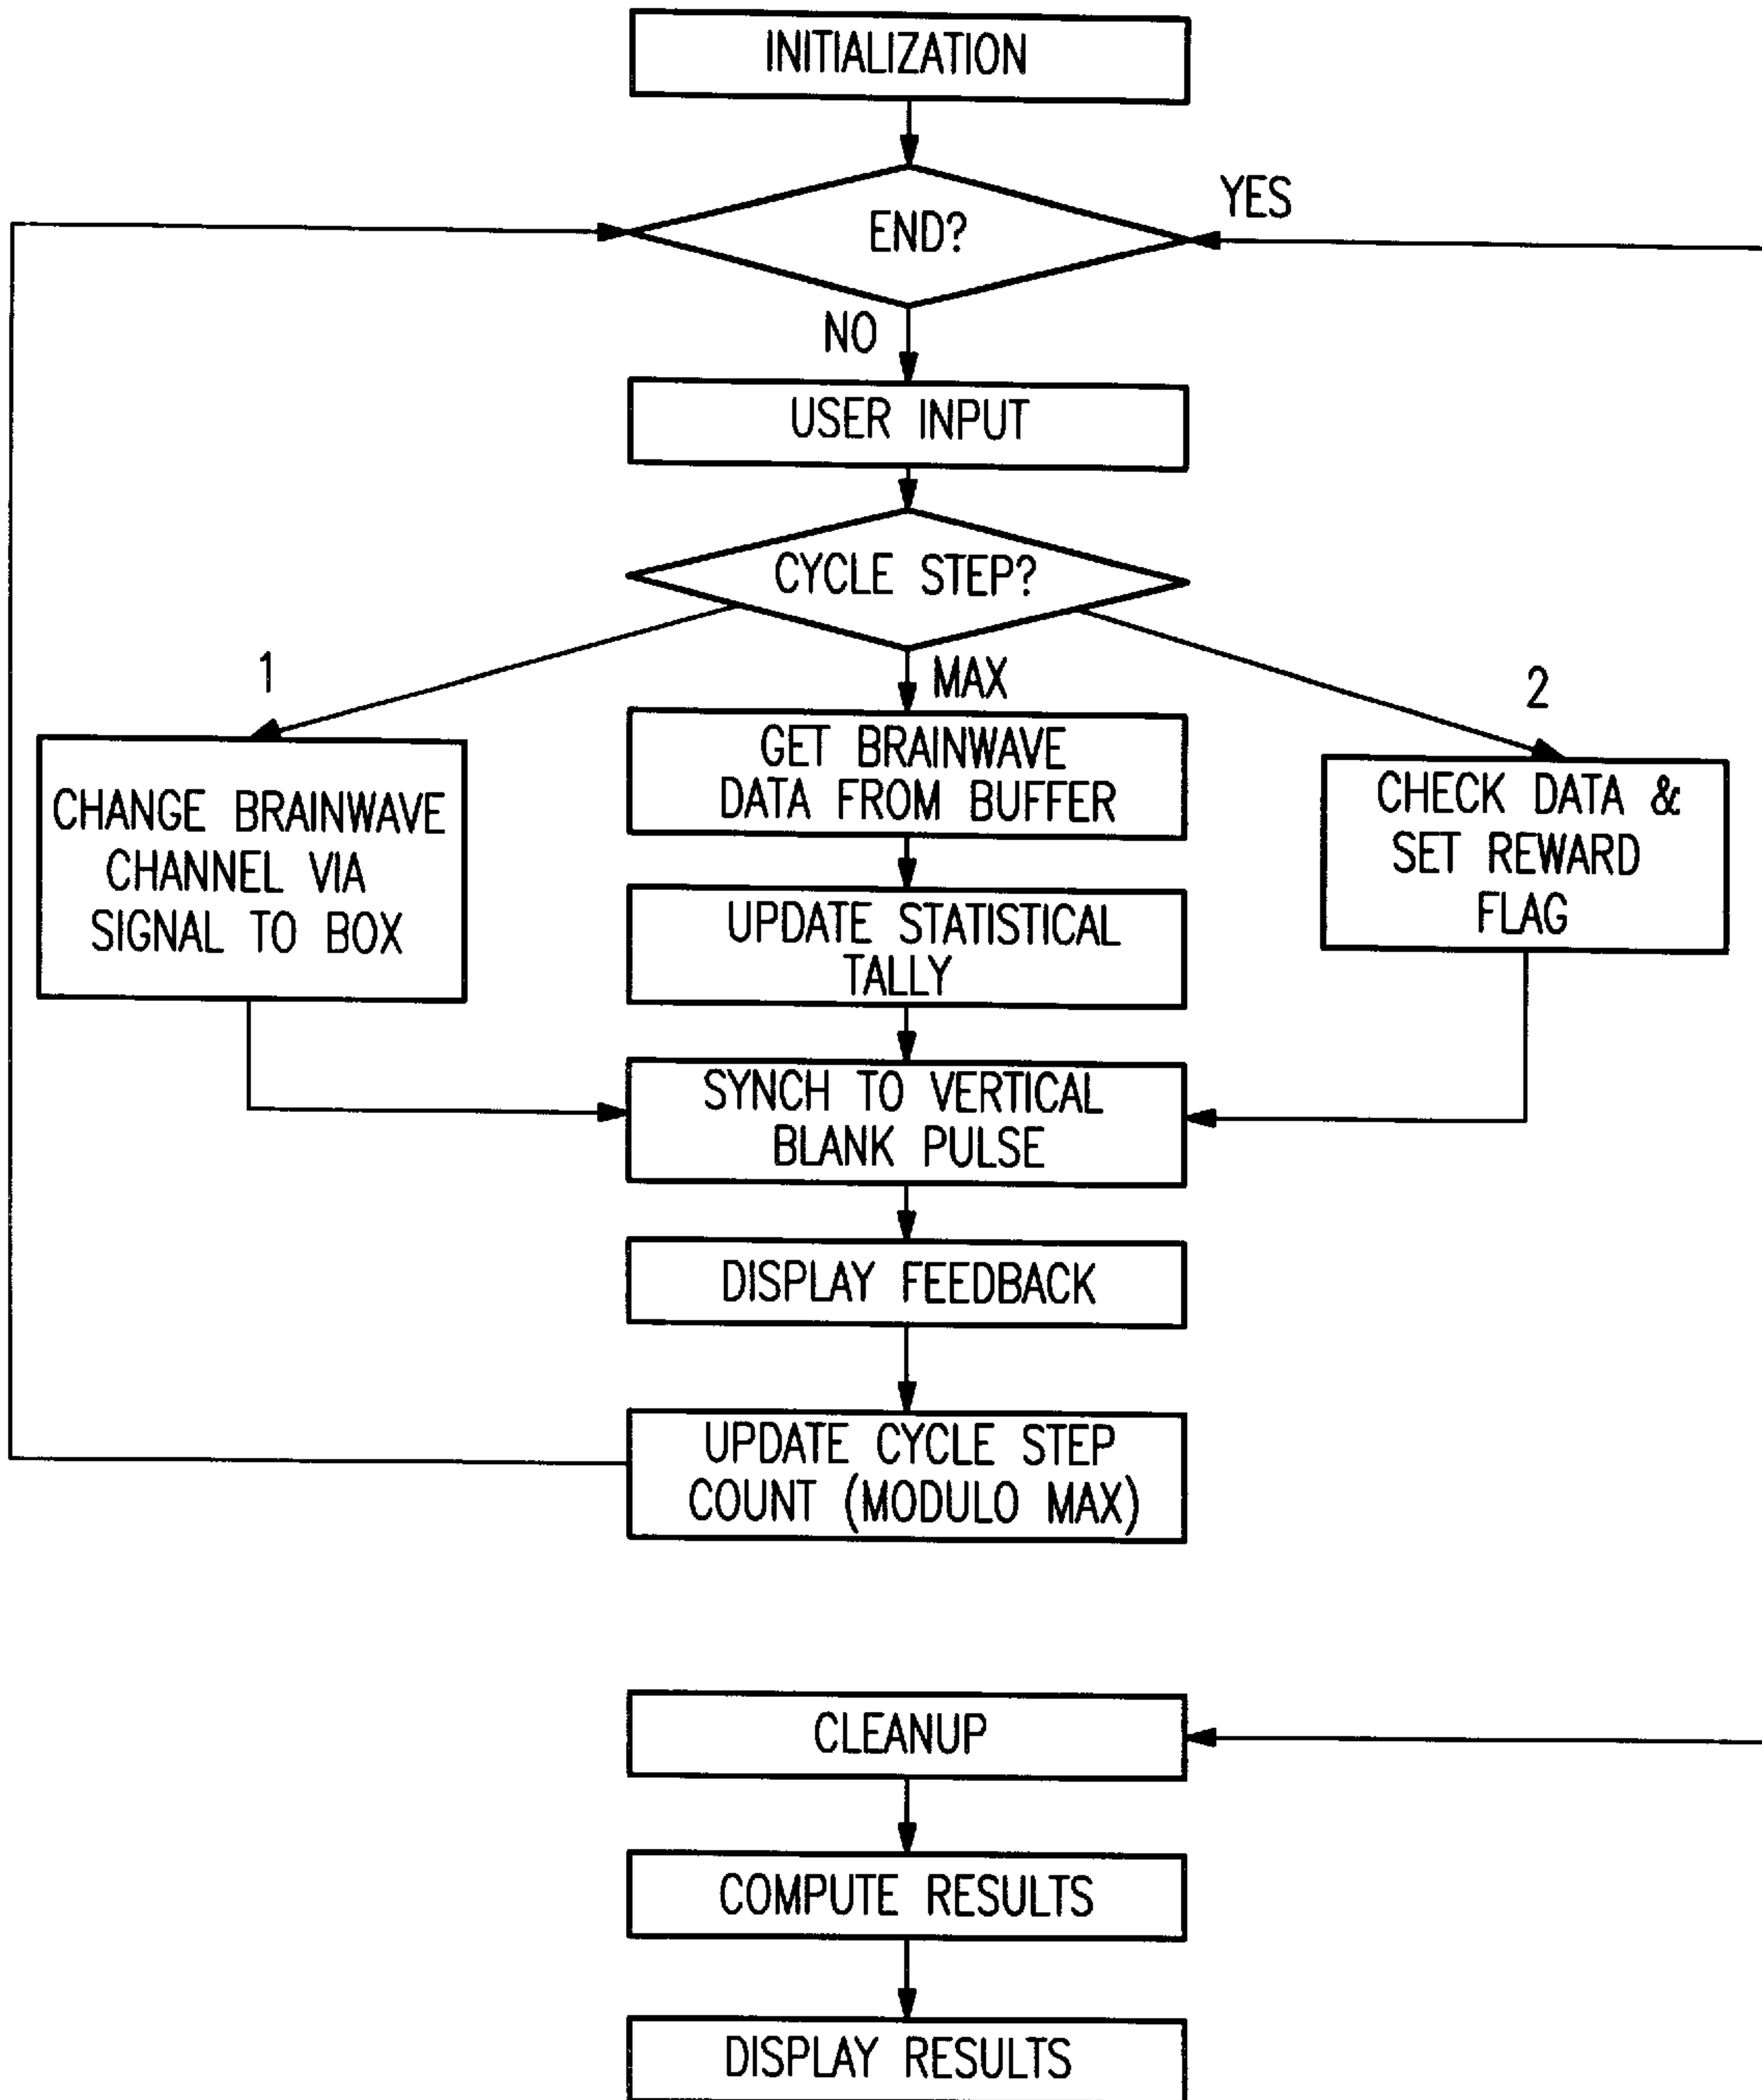 INITIALIZATION
END?
YES
NO
USER INPUT
CYCLE STEP?
1
MAX
2
CHANGE BRAINWAVE
CHANNEL VIA
SIGNAL TO BOX
GET BRAINWAVE
DATA FROM BUFFER
CHECK DATA &
SET REWARD
FLAG
UPDATE STATISTICAL
TALLY
SYNCH TO VERTICAL
BLANK PULSE
DISPLAY FEEDBACK
UPDATE CYCLE STEP
COUNT (MODULO MAX)
CLEANUP
COMPUTE RESULTS
DISPLAY RESULTS